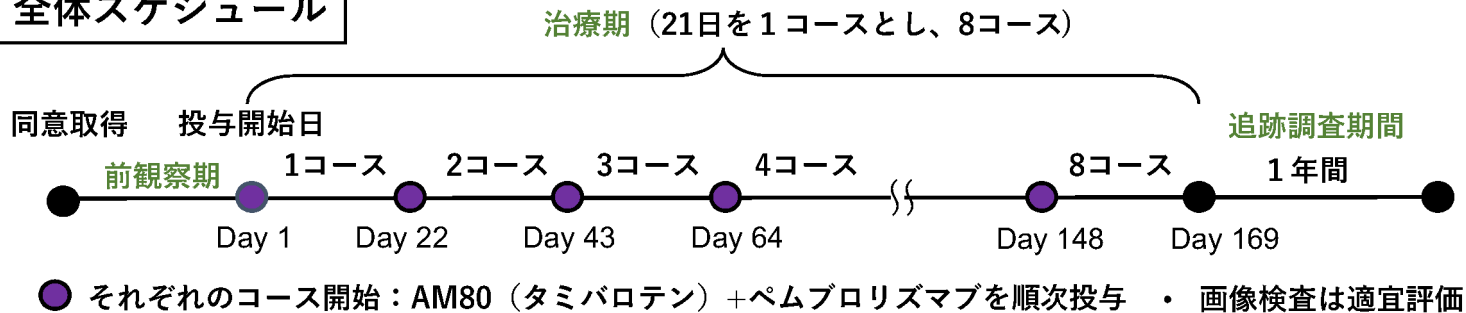 全体スケジュール
治療期（21日を１コースとし、8コース）
同意取得 投与開始日 追跡調査期間
前観察期 1コース 2コース 3コース 4コース 8コース １年間
Day 1 Day 22 Day 43 Day 64 Day 148 Day 169
それぞれのコース開始：AM80（タミバロテン）+ペムブロリズマブを順次投与 ・ 画像検査は適宜評価